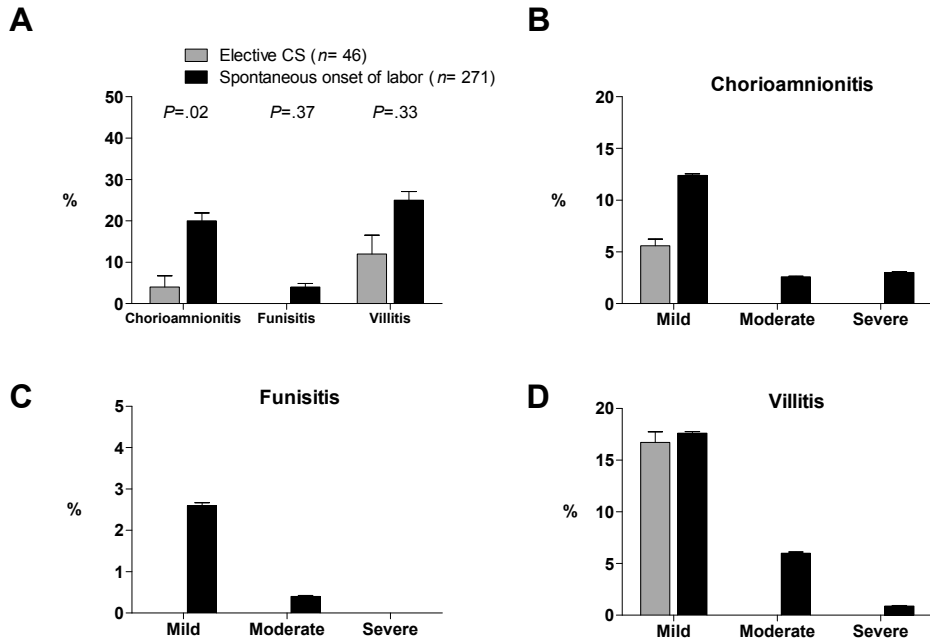 A
Elective CS (n= 46)
Spontaneous onset of labor (n= 271)
P=.02 P=.37 P=.33
50
40
30
20
10
0
%
Chorioamnionitis Funisitis Villitis
B
Chorioamnionitis
20
15
10
5
0
%
Mild Moderate Severe
C
Funisitis
5
4
3
2
1
0
%
Mild Moderate Severe
D
Villitis
20
15
10
5
0
%
Mild Moderate Severe